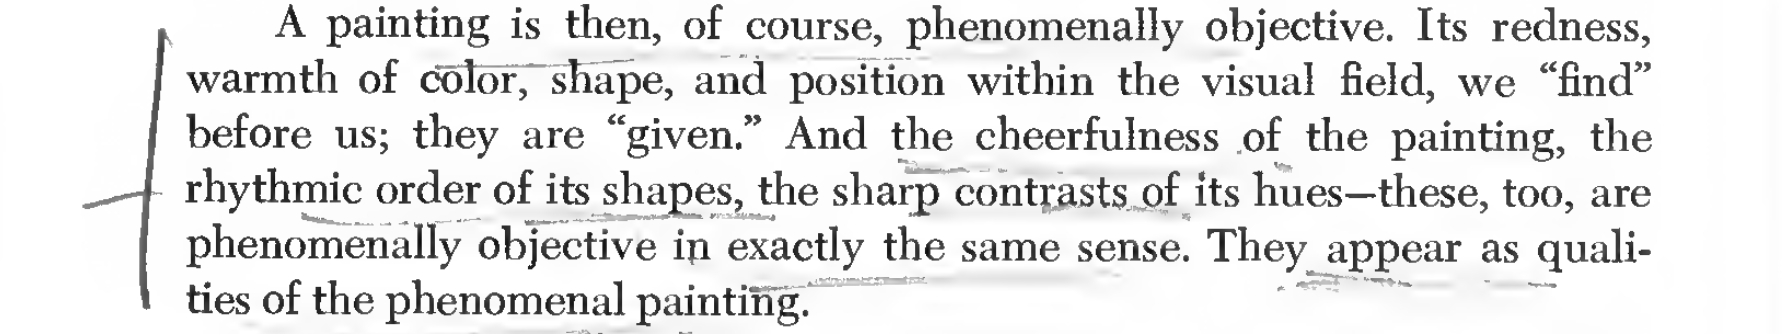 A painting is then, of course, phenomenally objective. Its redness,
warmth of color, shape, and position within the visual field, we “find”
before us; they are “given.” And the cheerfulness of the painting, the
rhythmic order of its shapes, the sharp contrasts of its hues—these, too, are
phenomenally objective in exactly the same sense. They appear as quali-
ties of the phenomenal painting.